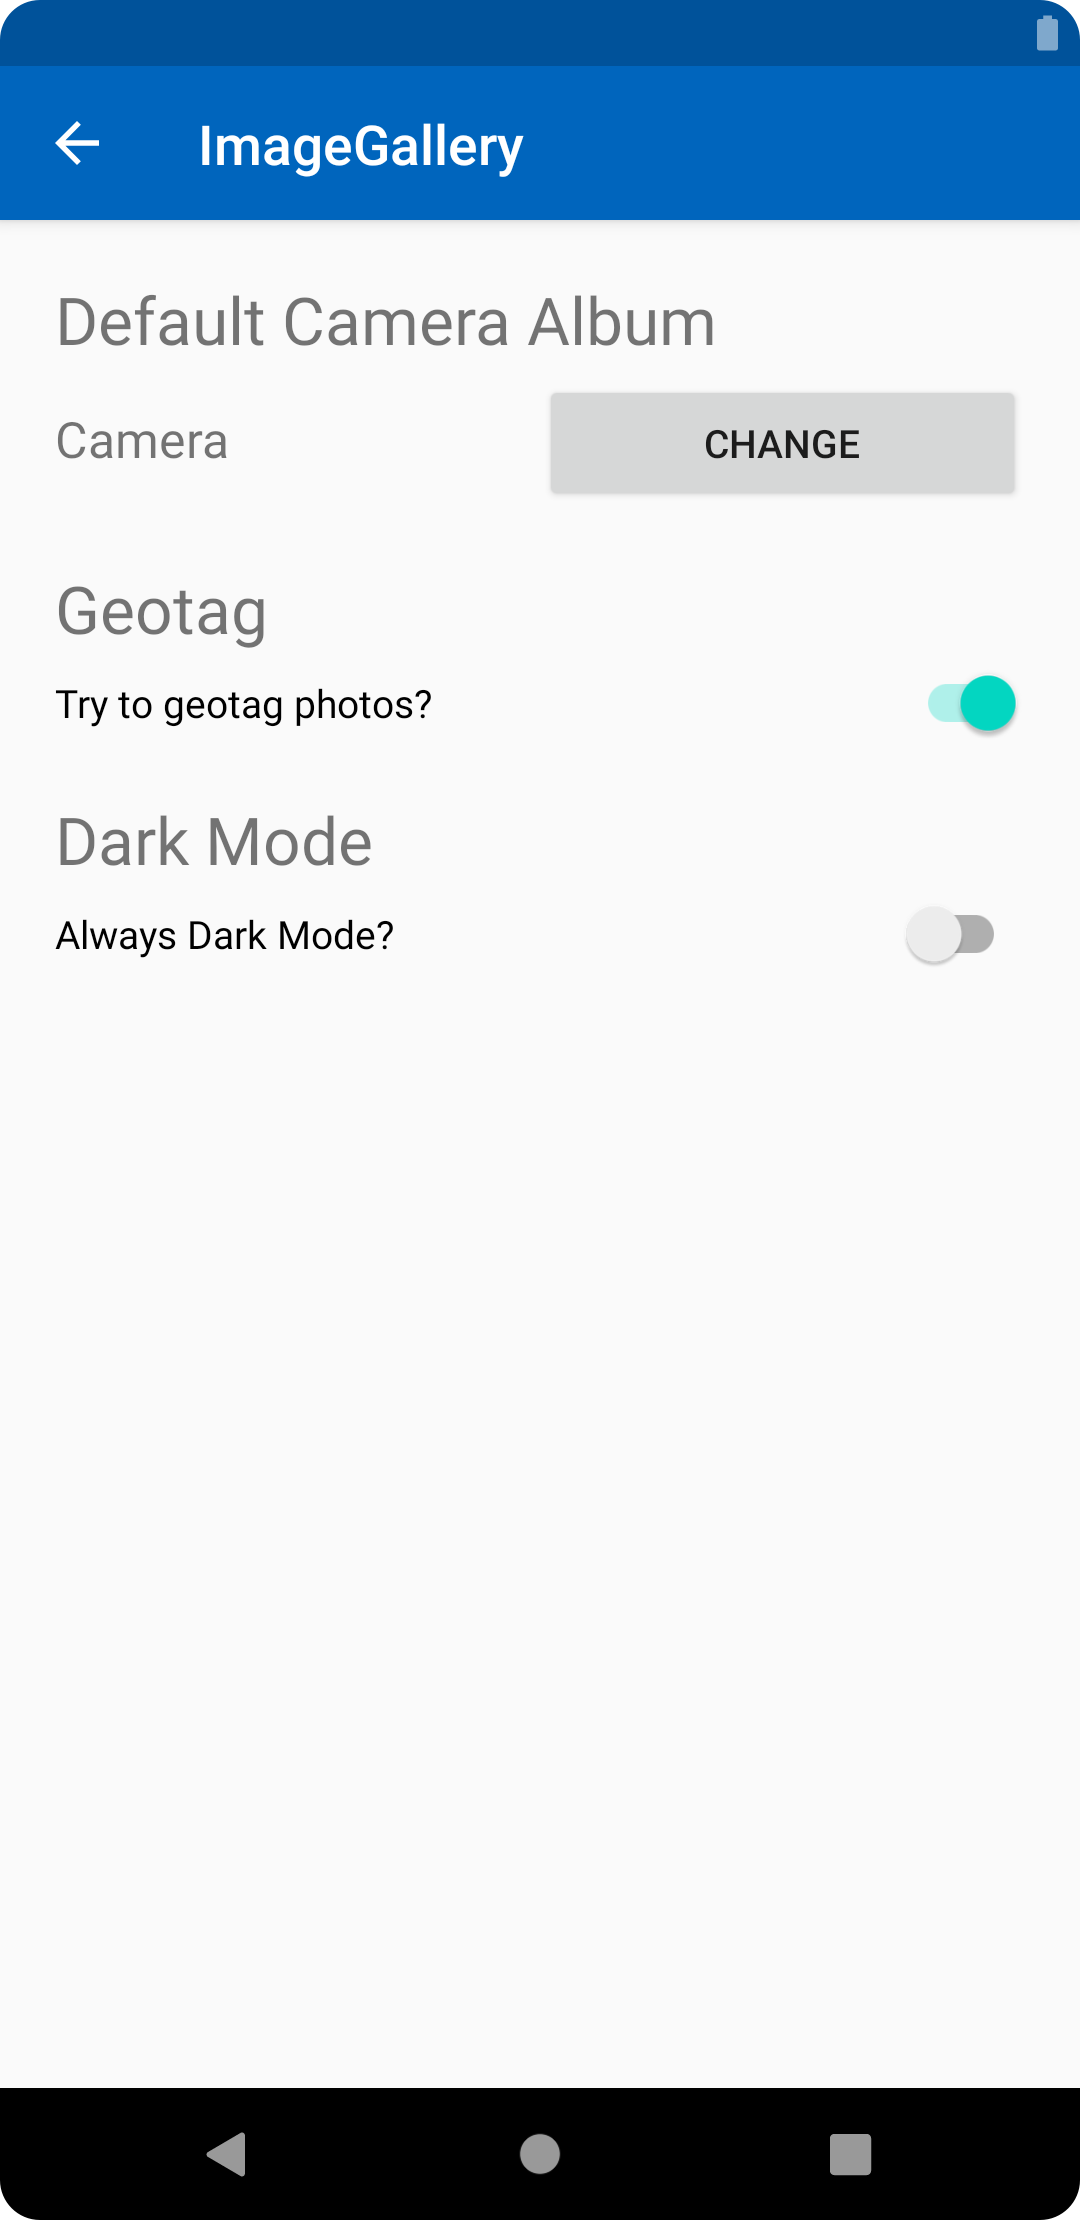 ImageGallery
Default Camera Album
Camera
CHANGE
Geotag
Try to geotag photos?
Dark Mode
Always Dark Mode?